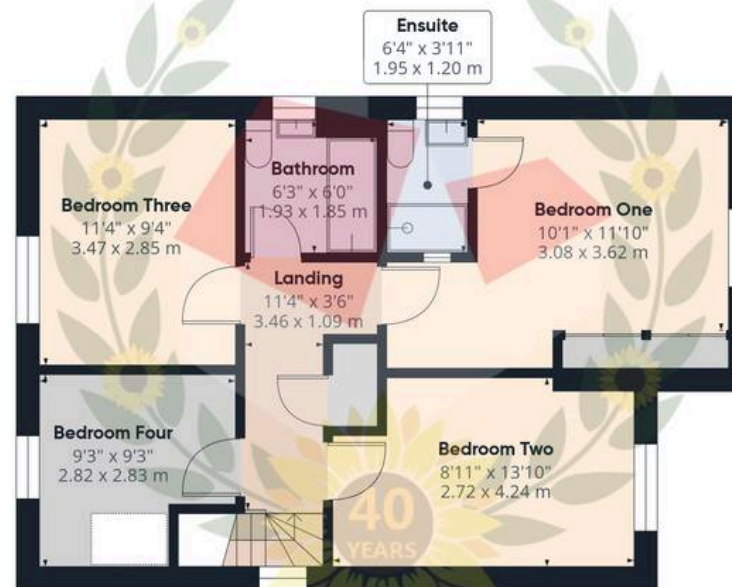 Ensuite
6'4" x 3'11"
1.95 x 1.20 m
Bathroom
6'3" x 6'0"
1.93 x 1.85 m
Bedroom Three
11'4" x 9'4"
3.47 x 2.85 m
Bedroom One
10'1" x 11'10"
3.08 x 3.62 m
Landing
11'4" x 3'6"
3.46 x 1.09 m
Bedroom Four
9'3" x 9'3"
2.82 x 2.83 m
Bedroom Two
8'11" x 13'10"
2.72 x 4.24 m
40
YEARS